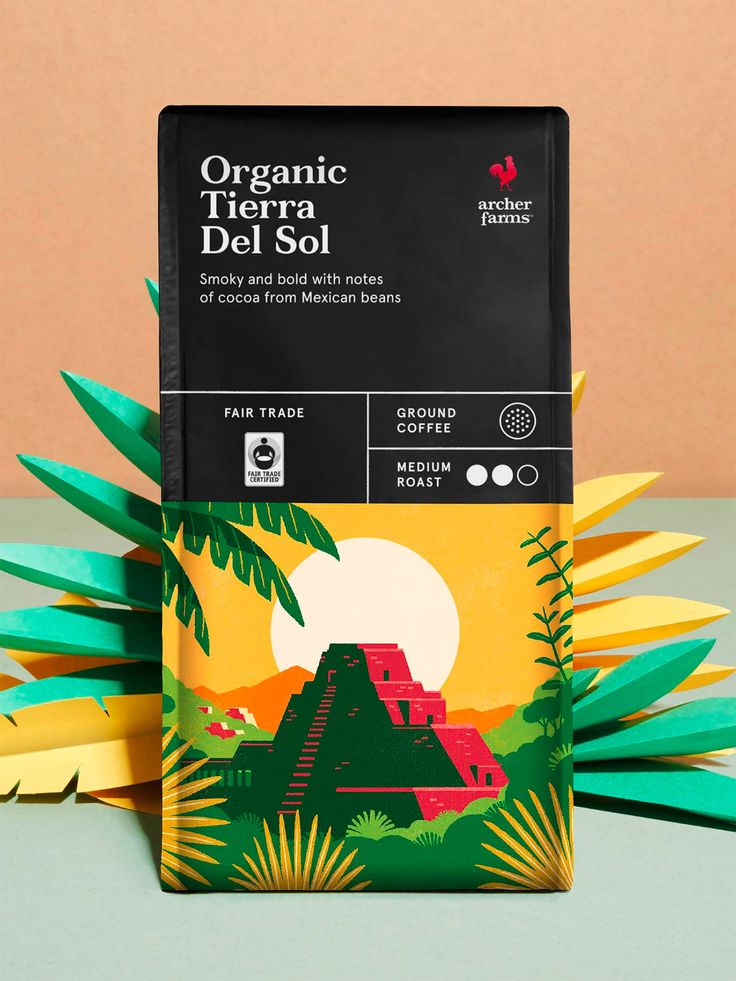 Organic
Tierra
Del Sol
Smoky and bold with notes
of cocoa from Mexican beans
archer
farms™
FAIR TRADE
FAIR TRADE
CERTIFIED
GROUND
COFFEE
MEDIUM
ROAST